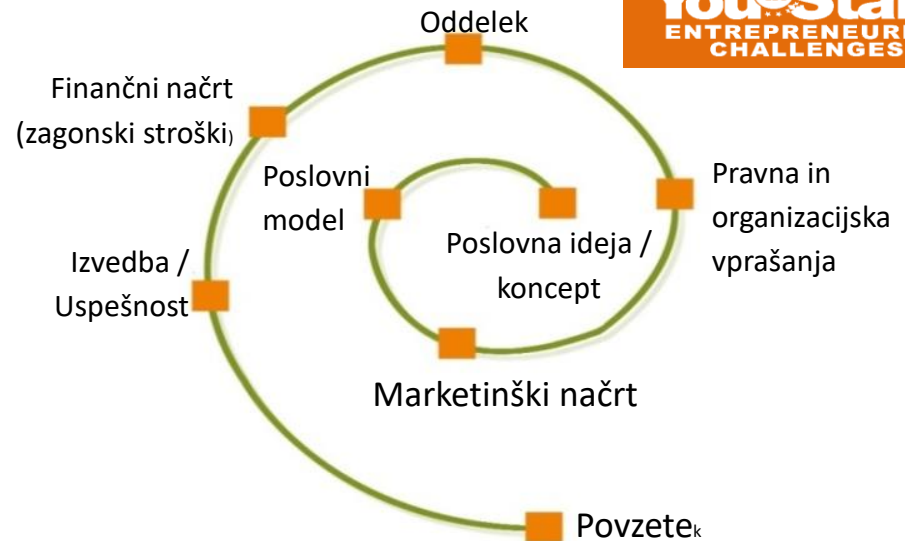 Oddelek
ENTREPRENEUR
CHALLENGES
Finančni načrt
(zagonski stroški)
Poslovni
model
Pravna in
organizacijska
vprašanja
Poslovna ideja /
koncept
Izvedba /
Uspešnost
Marketinški načrt
Povzetek